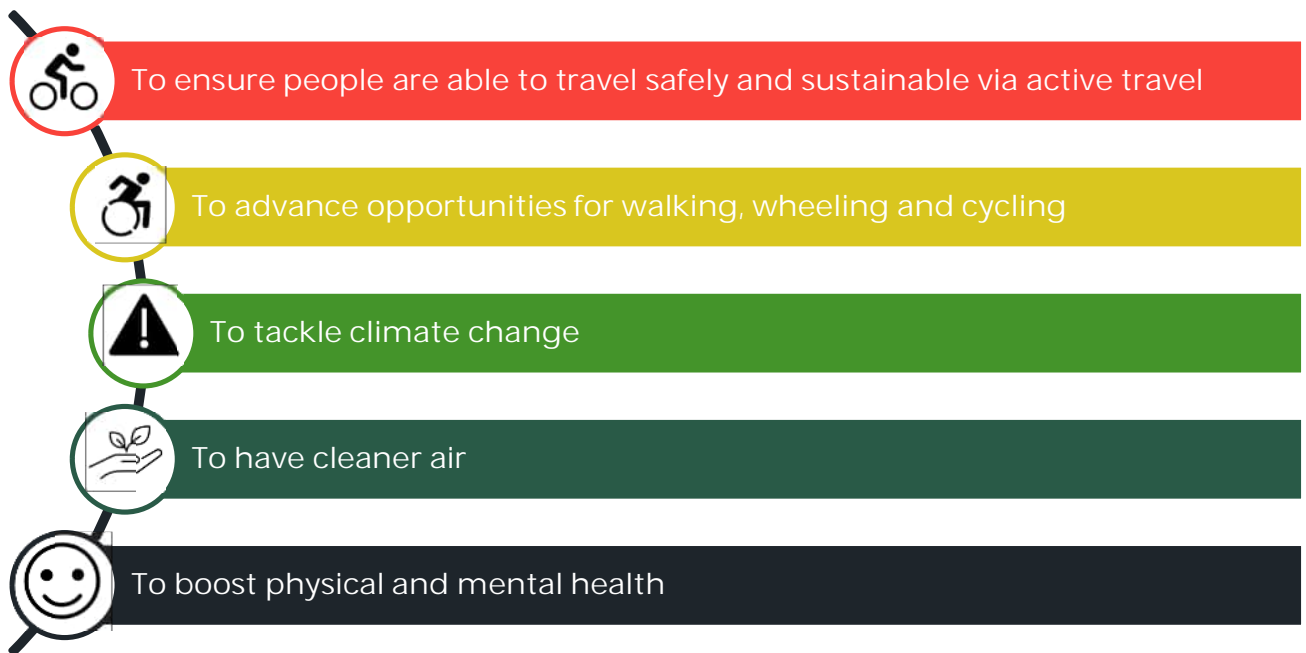 To ensure people are able to travel safely and sustainable via active travel
To advance opportunities for walking, wheeling and cycling
To tackle climate change
To have cleaner air
To boost physical and mental health